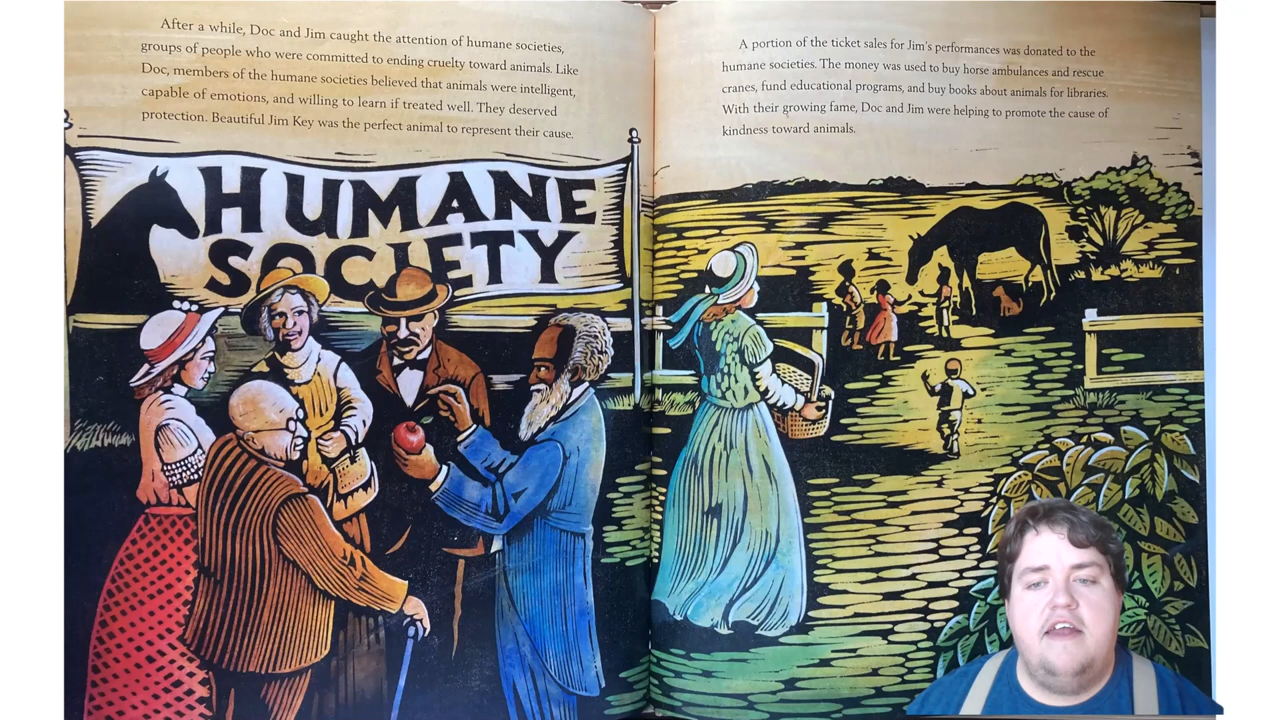 After a while, Doc and Jim caught the attention of humane societies,
groups of people who were committed to ending cruelty toward animals. Like
Doc, members of the humane societies believed that animals were intelligent,
capable of emotions, and willing to learn if treated well. They deserved
protection. Beautiful Jim Key was the perfect animal to represent their cause.
HUMANE
SOCIETY
A portion of the ticket sales for Jim's performances was donated to the
humane societies. The money was used to buy horse ambulances and rescue
cranes, fund educational programs, and buy books about animals for libraries.
With their growing fame, Doc and Jim were helping to promote the cause of
kindness toward animals.